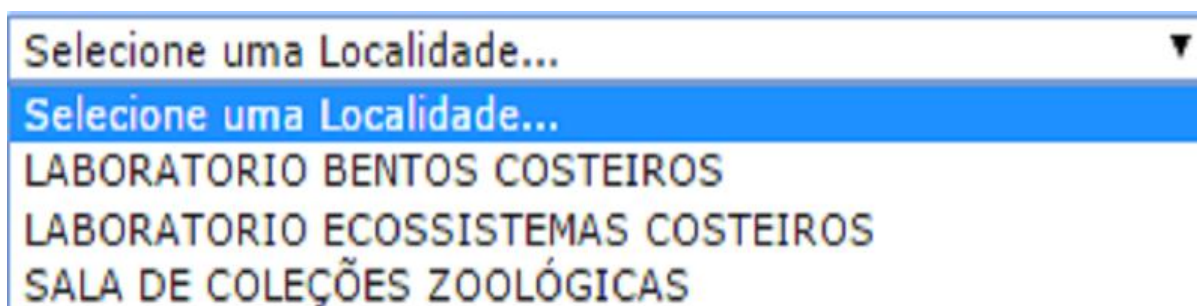 Selecione uma Localidade...
Selecione uma Localidade...
LABORATORIO BENTOS COSTEIROS
LABORATORIO ECOSSISTEMAS COSTEIROS
SALA DE COLEÇÕES ZOOLÓGICAS